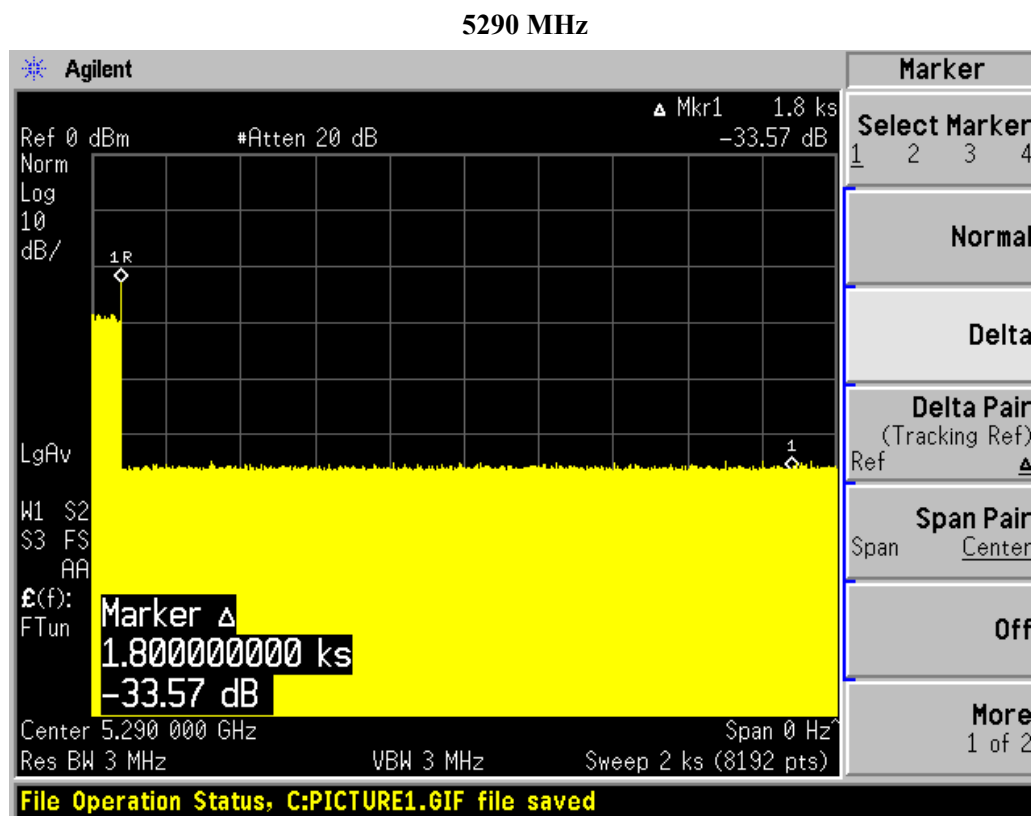 5290 MHz
Agilent
Marker
Δ Mkr1 1.8 ks
Ref 0 dBm #Atten 20 dB -33.57 dB
Norm
Log
10
dB/
1R
LgAv
1
W1 S2
S3 FS
AA
£(f):
FTun
Marker Δ
1.800000000 ks
-33.57 dB
Center 5.290 000 GHz Span 0 Hz^
Res BW 3 MHz VBW 3 MHz Sweep 2 ks (8192 pts)
Select Marker
1 2 3 4
Normal
Delta
Delta Pair
(Tracking Ref)
Ref Δ
Span Pair
Span Center
Off
More
1 of 2
File Operation Status, C:PICTURE1.GIF file saved